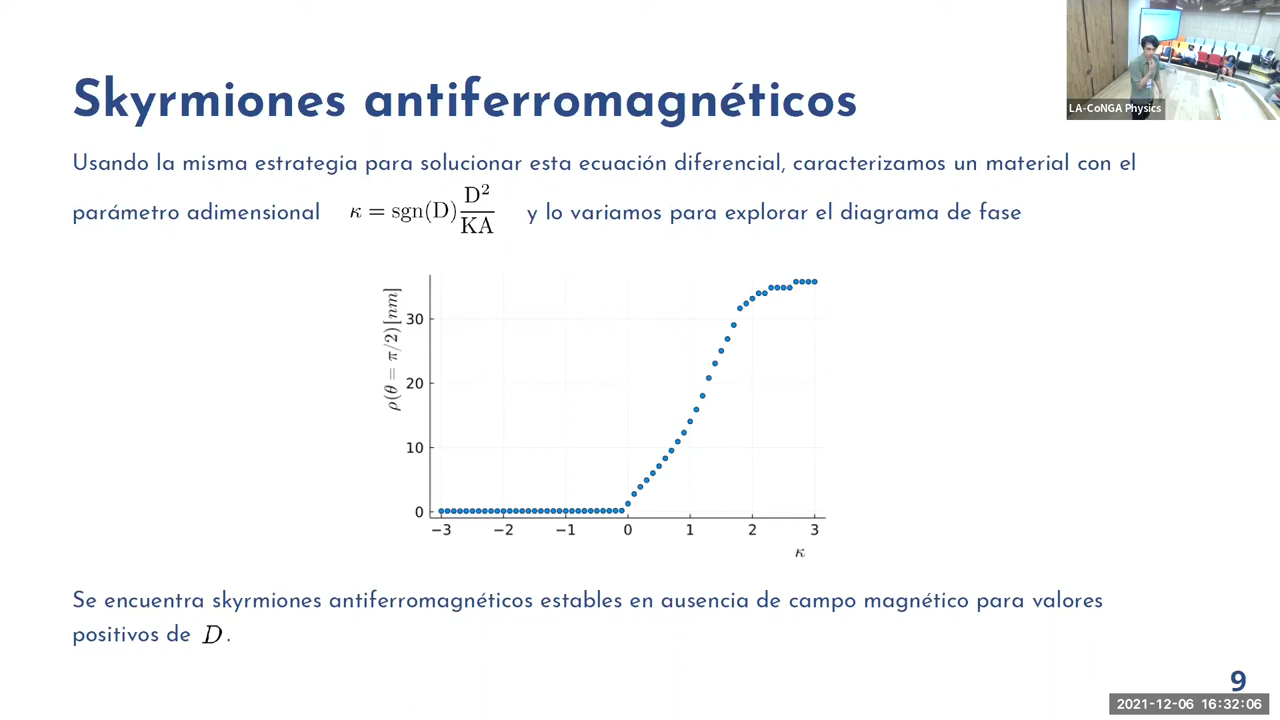 Skyrmiones antiferromagnéticos
LA-CoNGA Physics
Usando la misma estrategia para solucionar esta ecuación diferencial, caracterizamos un material con el
parámetro adimensional κ = sgn(D) D²/KA y lo variamos para explorar el diagrama de fase
ρ(θ = π/2)[nm]
30
20
10
0
−3 −2 −1 0 1 2 3
κ
Se encuentra skyrmiones antiferromagnéticos estables en ausencia de campo magnético para valores
positivos de D.
9
2021-12-06 16:32:06